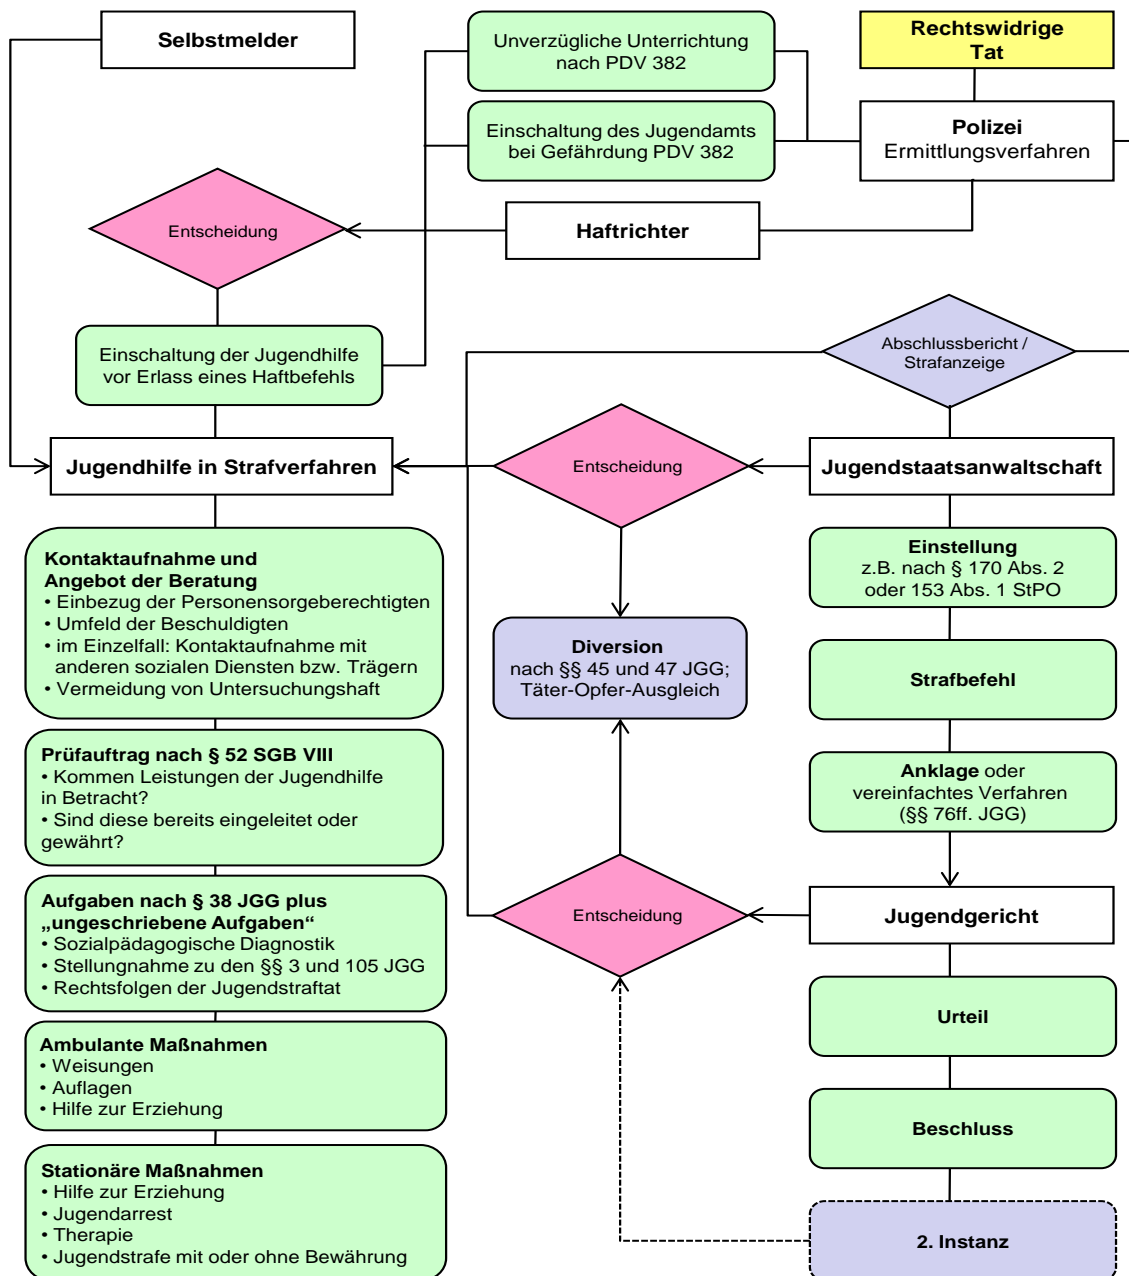 Selbstmelder
Unverzügliche Unterrichtung
nach PDV 382
Rechtswidrige
Tat
Einschaltung des Jugendamts
bei Gefährdung PDV 382
Polizei
Ermittlungsverfahren
Entscheidung
Haftrichter
Einschaltung der Jugendhilfe
vor Erlass eines Haftbefehls
Abschlussbericht /
Strafanzeige
Jugendhilfe in Strafverfahren
Entscheidung
Jugendstaatsanwaltschaft
Kontaktaufnahme und
Angebot der Beratung
• Einbezug der Personensorgeberechtigten
• Umfeld der Beschuldigten
• im Einzelfall: Kontaktaufnahme mit
anderen sozialen Diensten bzw. Trägern
• Vermeidung von Untersuchungshaft
Einstellung
z.B. nach § 170 Abs. 2
oder 153 Abs. 1 StPO
Diversion
nach §§ 45 und 47 JGG;
Täter-Opfer-Ausgleich
Strafbefehl
Prüfauftrag nach § 52 SGB VIII
• Kommen Leistungen der Jugendhilfe
in Betracht?
• Sind diese bereits eingeleitet oder
gewährt?
Anklage oder
vereinfachtes Verfahren
(§§ 76ff. JGG)
Aufgaben nach § 38 JGG plus
„ungeschriebene Aufgaben“
• Sozialpädagogische Diagnostik
• Stellungnahme zu den §§ 3 und 105 JGG
• Rechtsfolgen der Jugendstraftat
Entscheidung
Jugendgericht
Urteil
Ambulante Maßnahmen
• Weisungen
• Auflagen
• Hilfe zur Erziehung
Beschluss
Stationäre Maßnahmen
• Hilfe zur Erziehung
• Jugendarrest
• Therapie
• Jugendstrafe mit oder ohne Bewährung
2. Instanz